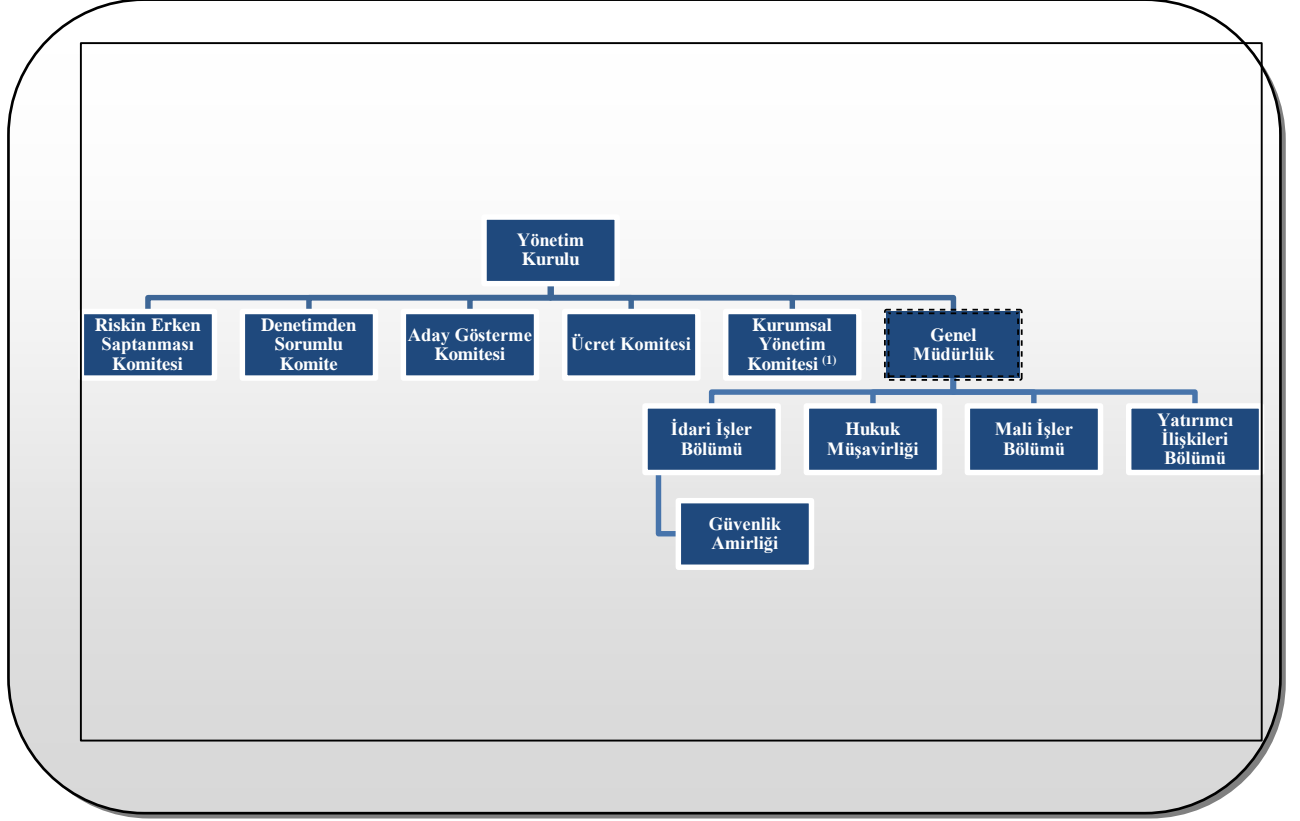 Yönetim
Kurulu
Riskin Erken
Saptanması
Komitesi
Denetimden
Sorumlu
Komite
Aday Gösterme
Komitesi
Ücret Komitesi
Kurumsal
Yönetim
Komitesi (1)
Genel
Müdürlük
İdari İşler
Bölümü
Hukuk
Müşavirliği
Mali İşler
Bölümü
Yatırımcı
İlişkileri
Bölümü
Güvenlik
Amirliği